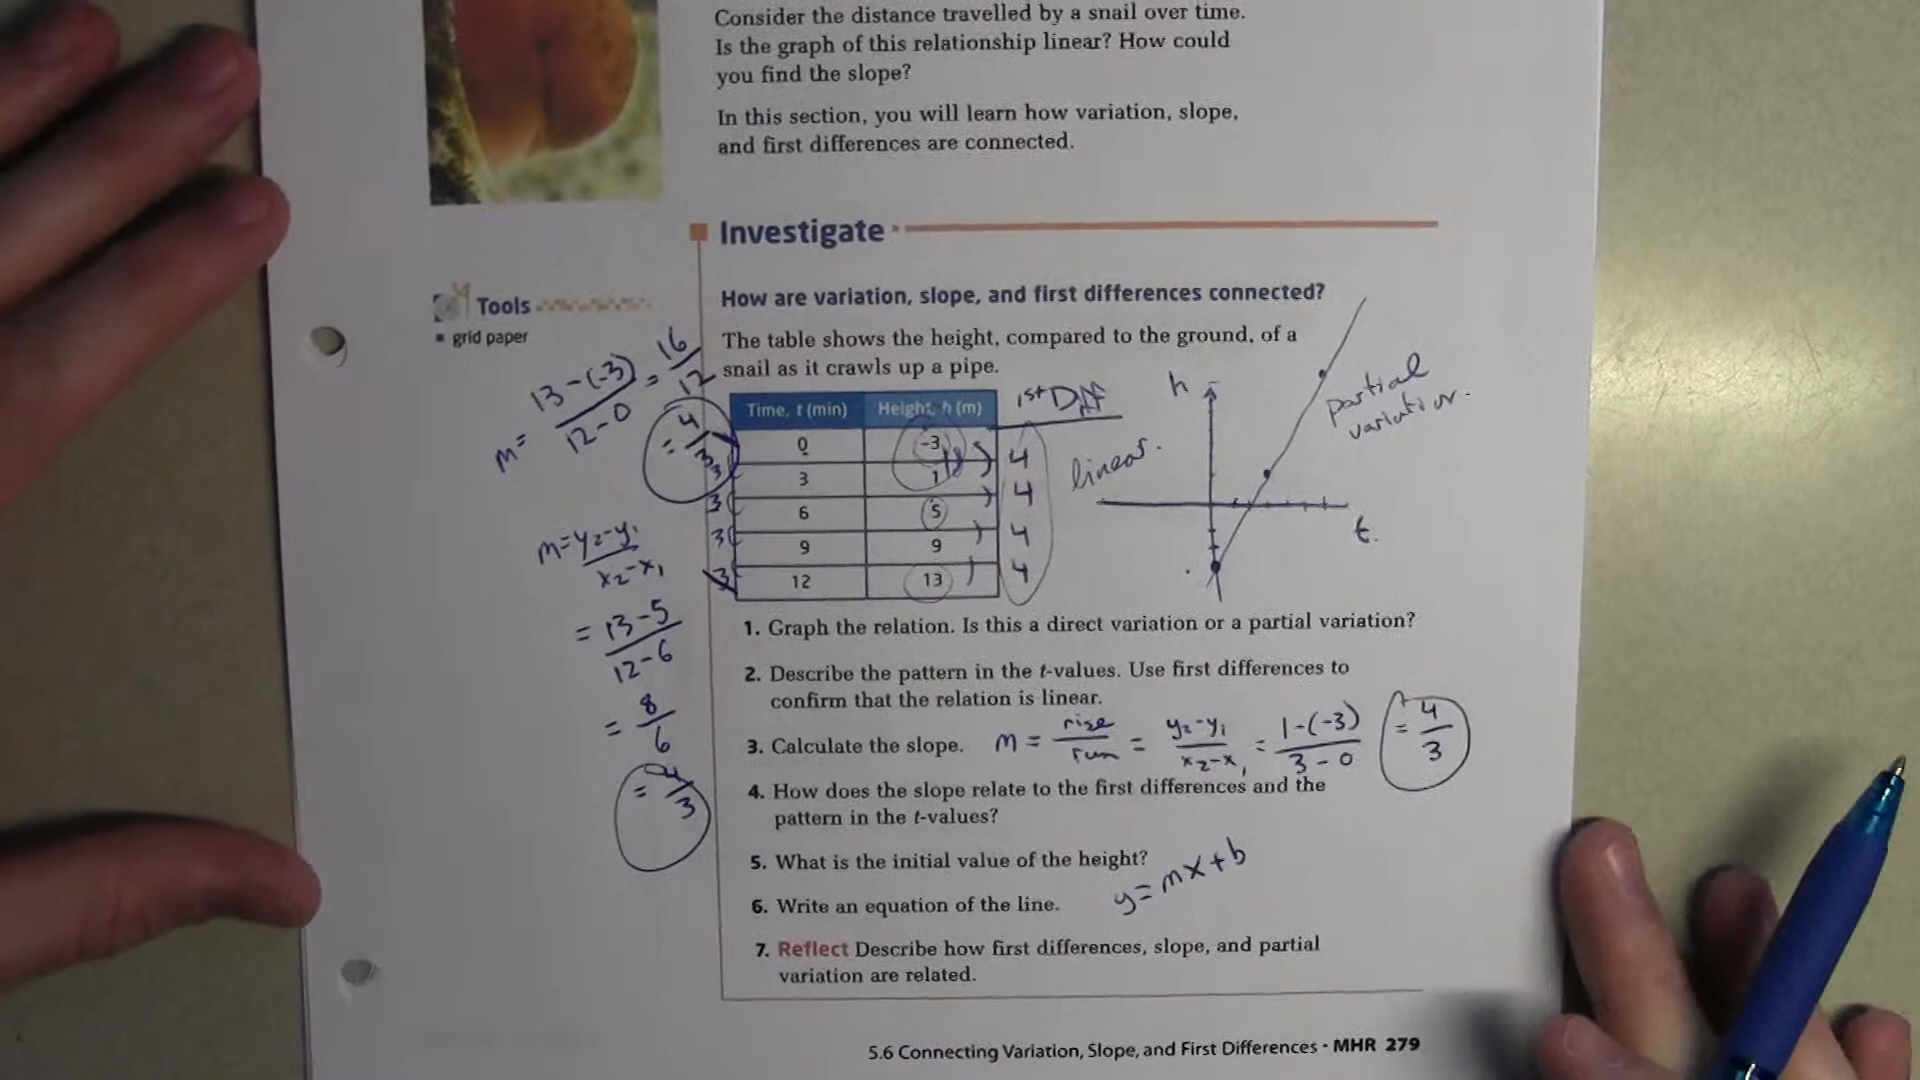 Consider the distance travelled by a snail over time.
Is the graph of this relationship linear? How could
you find the slope?
In this section, you will learn how variation, slope,
and first differences are connected.
Investigate
Tools
• grid paper
How are variation, slope, and first differences connected?
The table shows the height, compared to the ground, of a
snail as it crawls up a pipe.
Time, t (min) Height, h (m) 1st Diff
0 -3
3 1 4
6 5 4
9 9 4
12 13 4
3
3
3
3
linear.
h
t.
partial
variation.
m= 13-(-3) / 12-0 = 16/12
= 4/3
m= y₂-y₁ / x₂-x₁
= 13-5 / 12-6
= 8/6
= 4/3
1. Graph the relation. Is this a direct variation or a partial variation?
2. Describe the pattern in the t-values. Use first differences to
confirm that the relation is linear.
3. Calculate the slope. m = rise/run = y₂-y₁ / x₂-x₁ = 1-(-3) / 3-0 = 4/3
4. How does the slope relate to the first differences and the
pattern in the t-values?
5. What is the initial value of the height?
6. Write an equation of the line. y=mx+b
7. Reflect Describe how first differences, slope, and partial
variation are related.
5.6 Connecting Variation, Slope, and First Differences • MHR 279